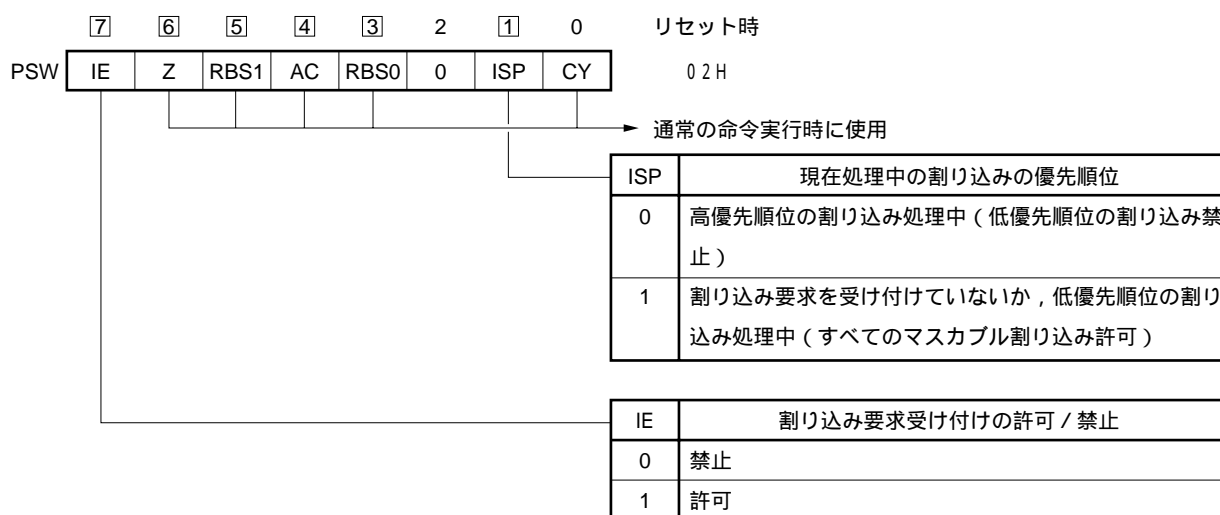 7 6 5 4 3 2 1 0 リセット時
PSW IE Z RBS1 AC RBS0 0 ISP CY 02H
通常の命令実行時に使用
ISP 現在処理中の割り込みの優先順位
0 高優先順位の割り込み処理中(低優先順位の割り込み禁
止)
1 割り込み要求を受け付けていないか,低優先順位の割り
込み処理中(すべてのマスカブル割り込み許可)
IE 割り込み要求受け付けの許可/禁止
0 禁止
1 許可